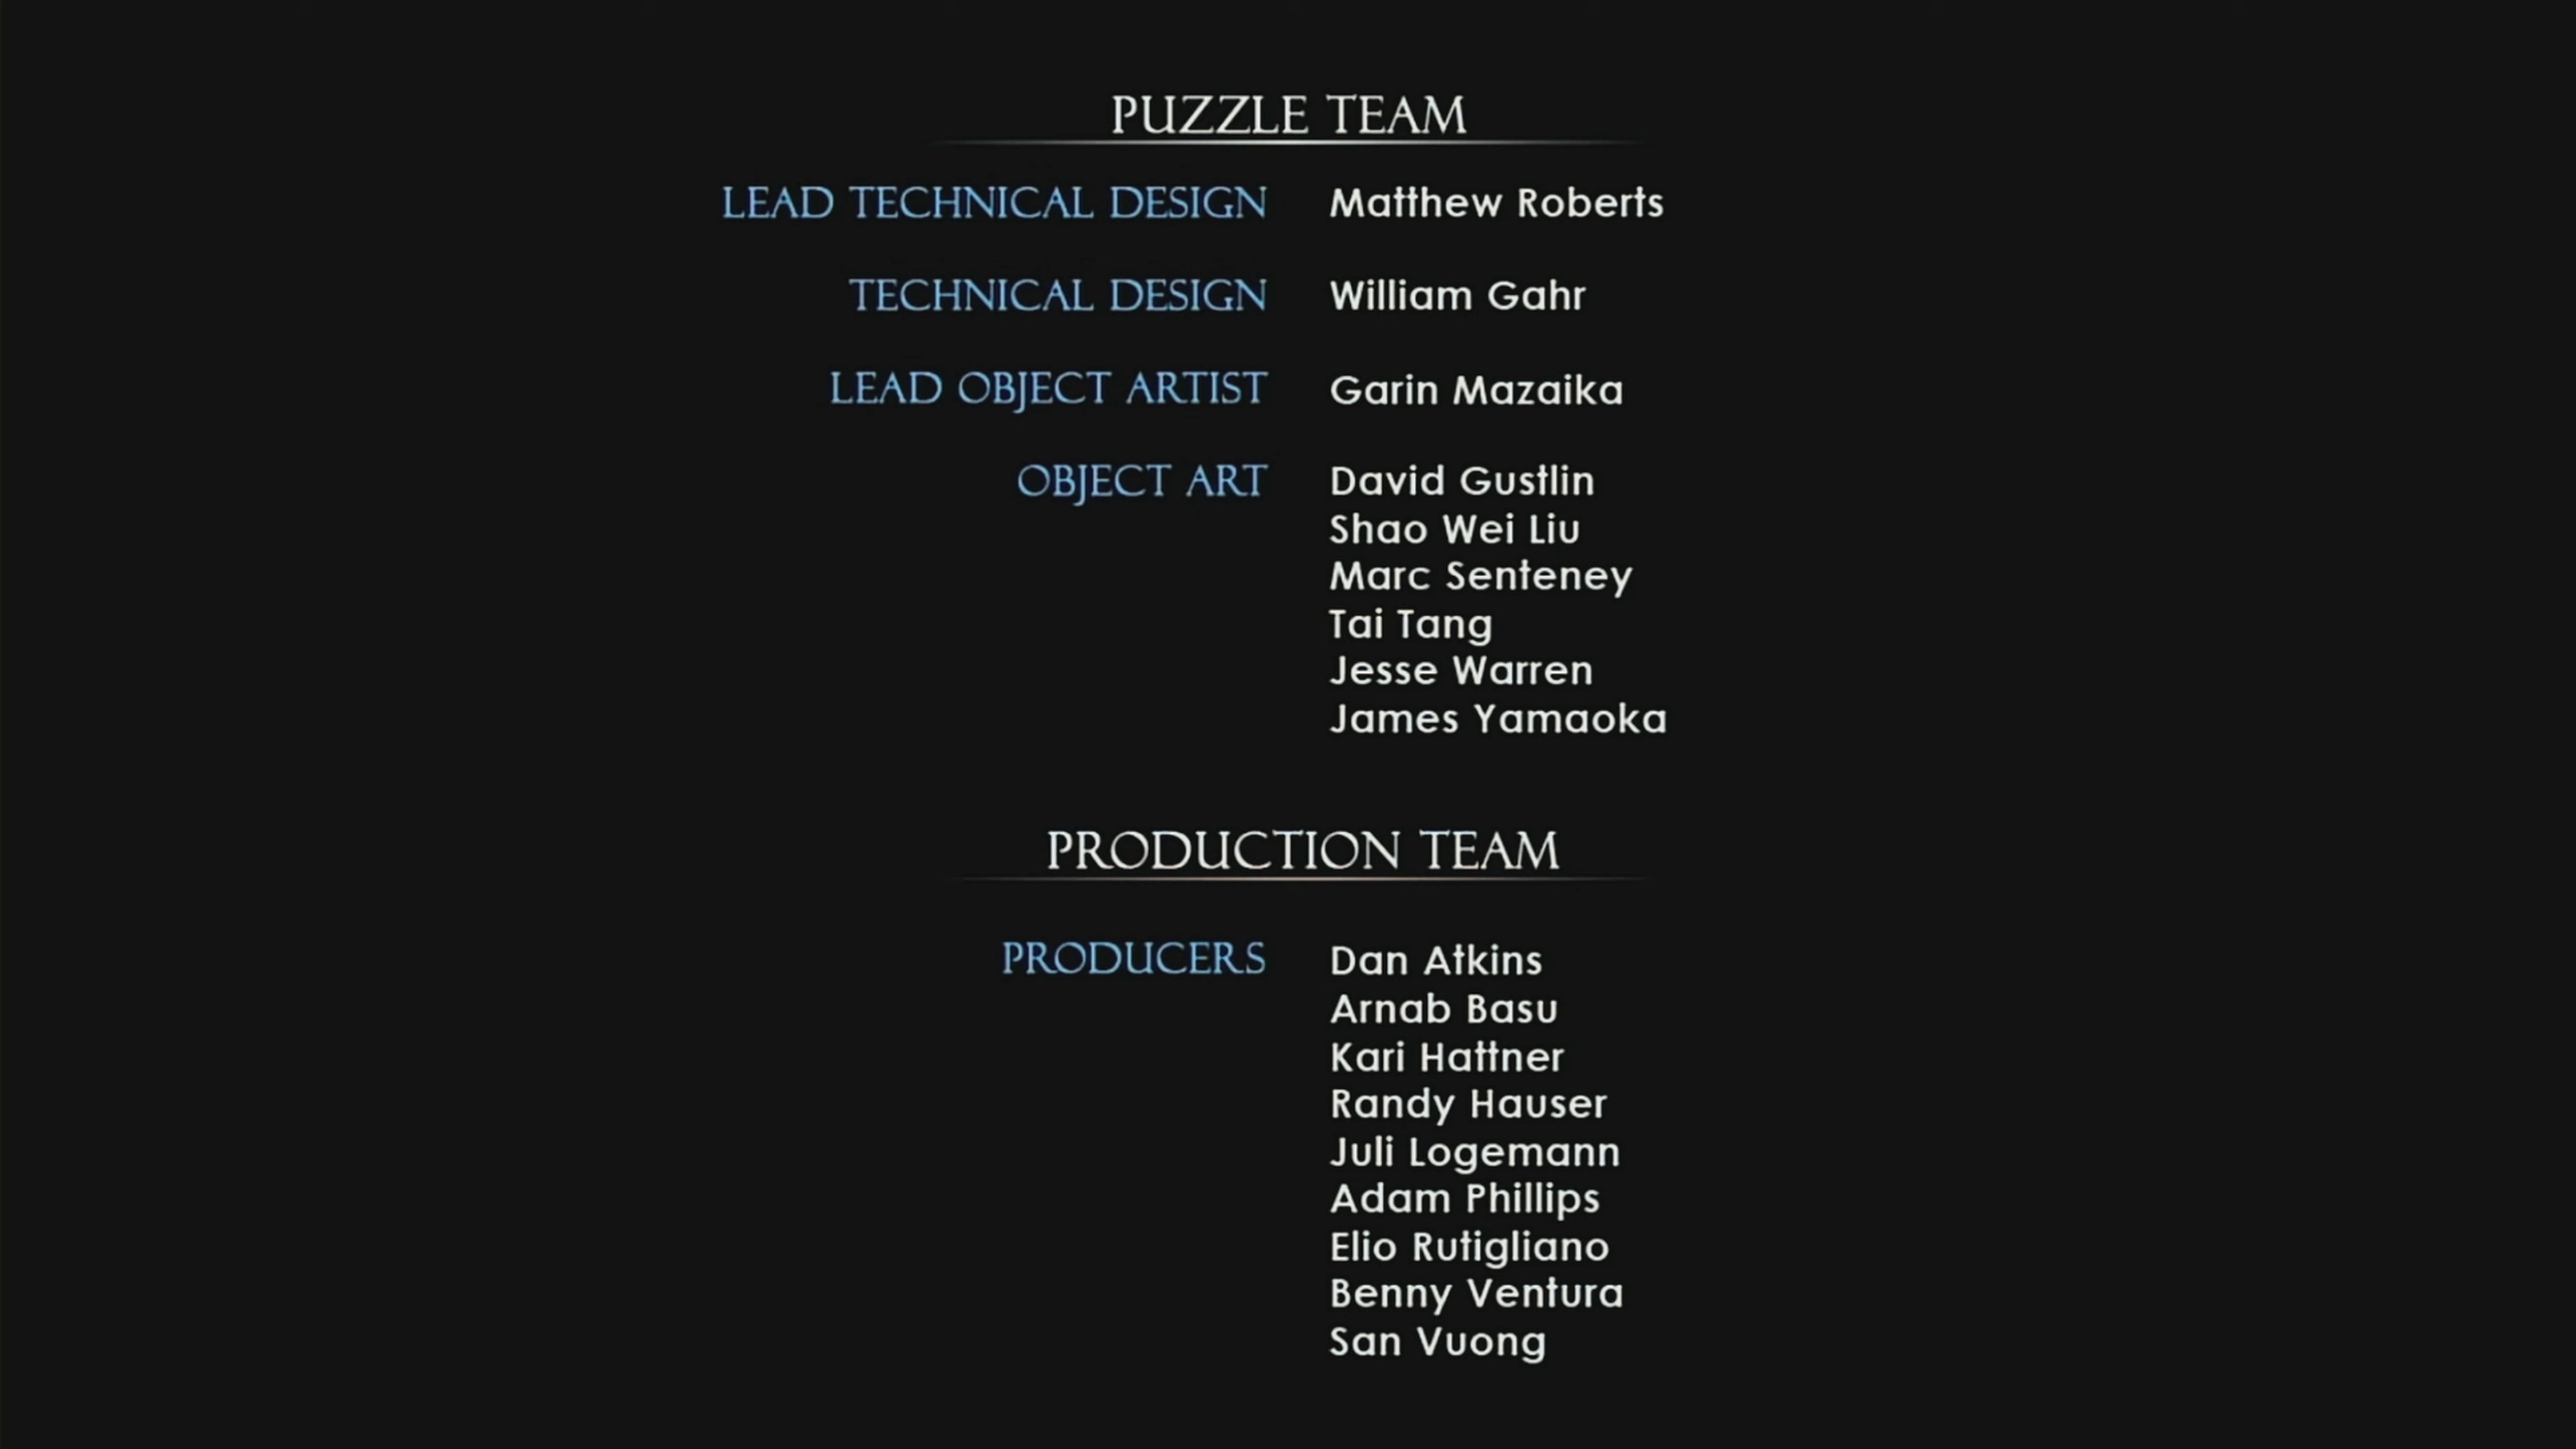 PUZZLE TEAM
LEAD TECHNICAL DESIGN Matthew Roberts
TECHNICAL DESIGN William Gahr
LEAD OBJECT ARTIST Garin Mazaika
OBJECT ART David Gustlin
Shao Wei Liu
Marc Senteney
Tai Tang
Jesse Warren
James Yamaoka
PRODUCTION TEAM
PRODUCERS Dan Atkins
Arnab Basu
Kari Hattner
Randy Hauser
Juli Logemann
Adam Phillips
Elio Rutigliano
Benny Ventura
San Vuong